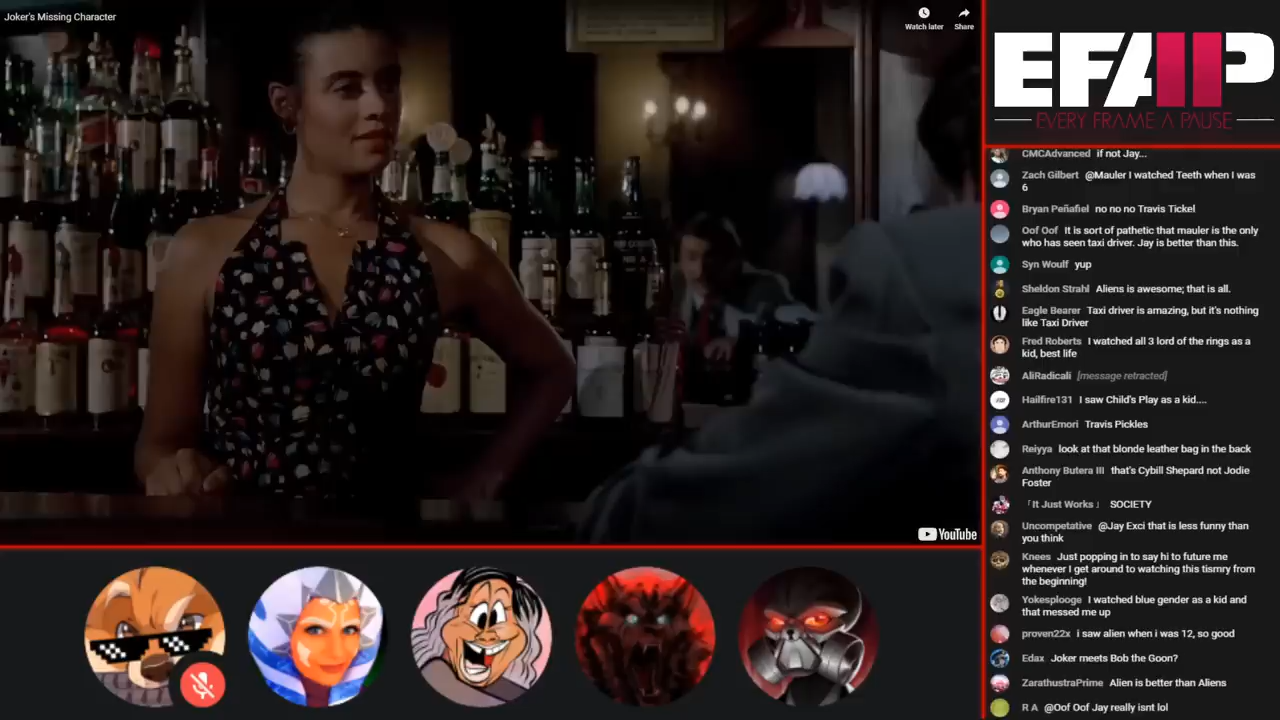 Joker's Missing Character
Watch later
Share
YouTube
EFAP
EVERY FRAME A PAUSE
CMCAdvanced if not Jay...
Zach Gilbert @Mauler I watched Teeth when I was
6
Bryan Peñafiel no no no Travis Tickel
Oof Oof It is sort of pathetic that mauler is the only
who has seen taxi driver. Jay is better than this.
Syn Woulf yup
Sheldon Strahl Aliens is awesome; that is all.
Eagle Bearer Taxi driver is amazing, but it's nothing
like Taxi Driver
Fred Roberts I watched all 3 lord of the rings as a
kid, best life
AliRadicali [message retracted]
Hailfire131 I saw Child's Play as a kid....
ArthurEmori Travis Pickles
Reiyya look at that blonde leather bag in the back
Anthony Butera III that's Cybill Shepard not Jodie
Foster
「It Just Works」 SOCIETY
Uncompetative @Jay Exci that is less funny than
you think
Knees Just popping in to say hi to future me
whenever I get around to watching this tismry from
the beginning!
Yokesplooge I watched blue gender as a kid and
that messed me up
proven22x i saw alien when i was 12, so good
Edax Joker meets Bob the Goon?
ZarathustraPrime Alien is better than Aliens
R A @Oof Oof Jay really isnt lol